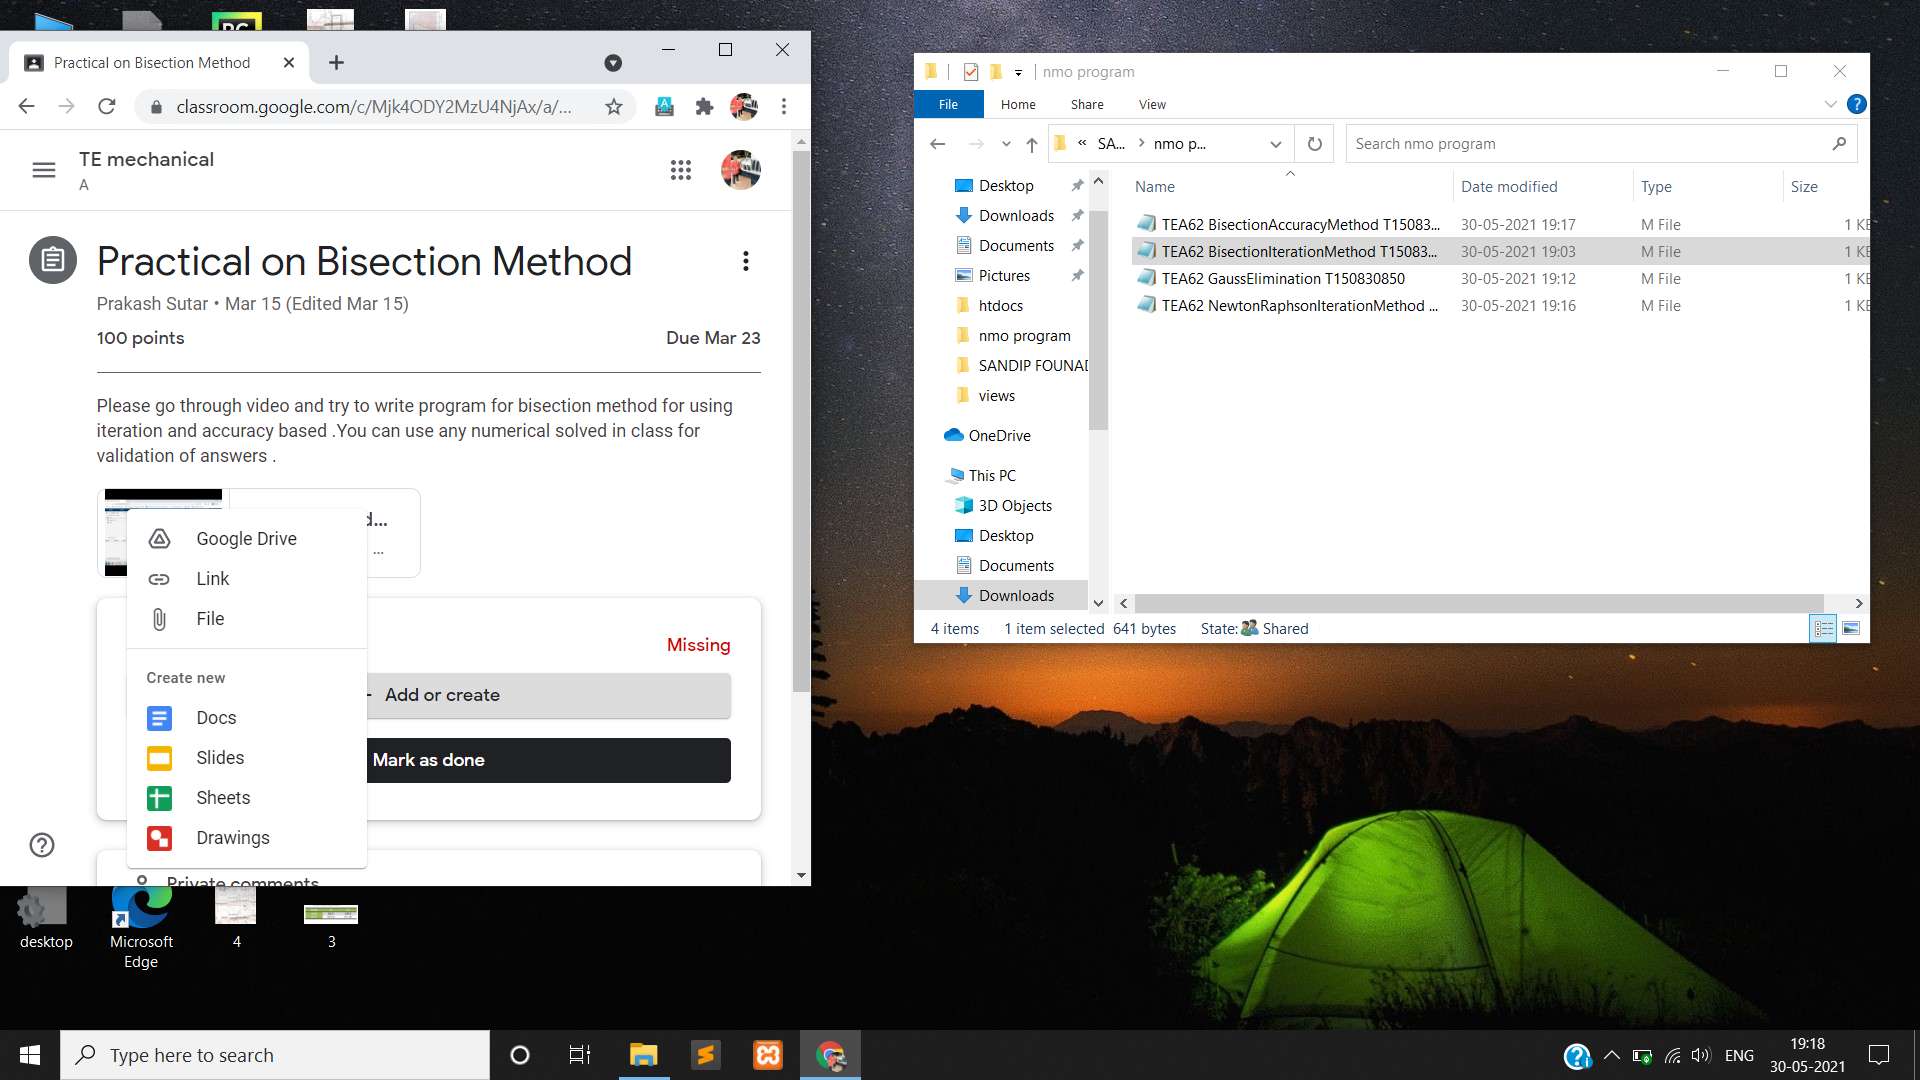 PC
Practical on Bisection Method
classroom.google.com/c/Mjk4ODY2MzU4NjAx/a/...
TE mechanical
A
Practical on Bisection Method
Prakash Sutar • Mar 15 (Edited Mar 15)
100 points
Due Mar 23
Please go through video and try to write program for bisection method for using
iteration and accuracy based .You can use any numerical solved in class for
validation of answers .
d...
...
Google Drive
Link
File
Missing
Create new
Add or create
Docs
Mark as done
Slides
Sheets
Drawings
Private comments
nmo program
File
Home
Share
View
« SA... › nmo p...
Search nmo program
Name
Date modified
Type
Size
TEA62 BisectionAccuracyMethod T15083... 30-05-2021 19:17 M File 1 KB
TEA62 BisectionIterationMethod T15083... 30-05-2021 19:03 M File 1 KB
TEA62 GaussElimination T150830850 30-05-2021 19:12 M File 1 KB
TEA62 NewtonRaphsonIterationMethod ... 30-05-2021 19:16 M File 1 KB
Desktop
Downloads
Documents
Pictures
htdocs
nmo program
SANDIP FOUNAD
views
OneDrive
This PC
3D Objects
Desktop
Documents
Downloads
4 items
1 item selected 641 bytes
State: Shared
desktop
Microsoft
Edge
4
3
Type here to search
ENG
19:18
30-05-2021